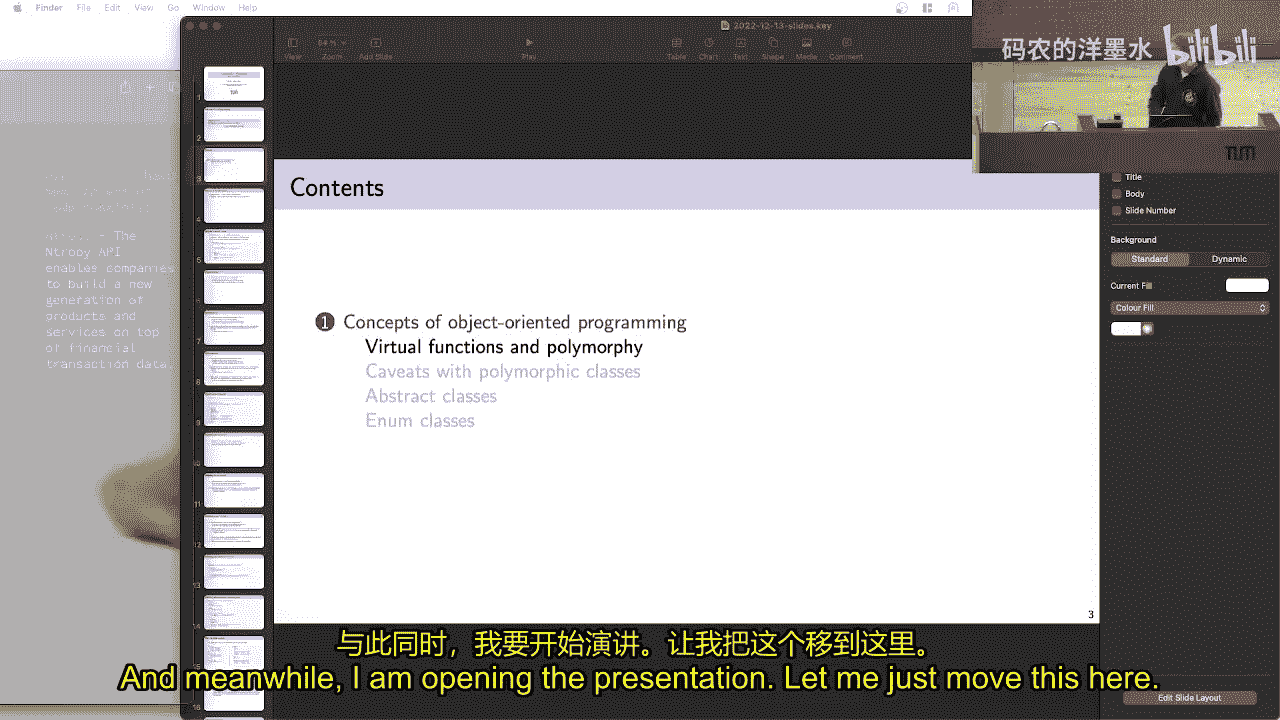 Finder File Edit View Go Window Help
2022-12-13-slides.key
View
Add Slide
Play
Table Chart Text Shape Media Comment
码农的洋墨水 bilibili
TUM
Ntropy API
enables companies
to build a new
generation of
products and
services on top
of financial
transaction data
Contents
1 Concepts of object-oriented programming
Virtual functions and polymorphy
Caveats with polymorphic classes
Abstract classes
Enum classes
3
Title
Body
Slide Number
Background
Standard Dynamic
Current Fill
Colour Fill
与此同时，我要开始演讲。让我把这个移到这里。
And meanwhile, I am opening the presentation. Let me just move this here.
Edit Slide Layout